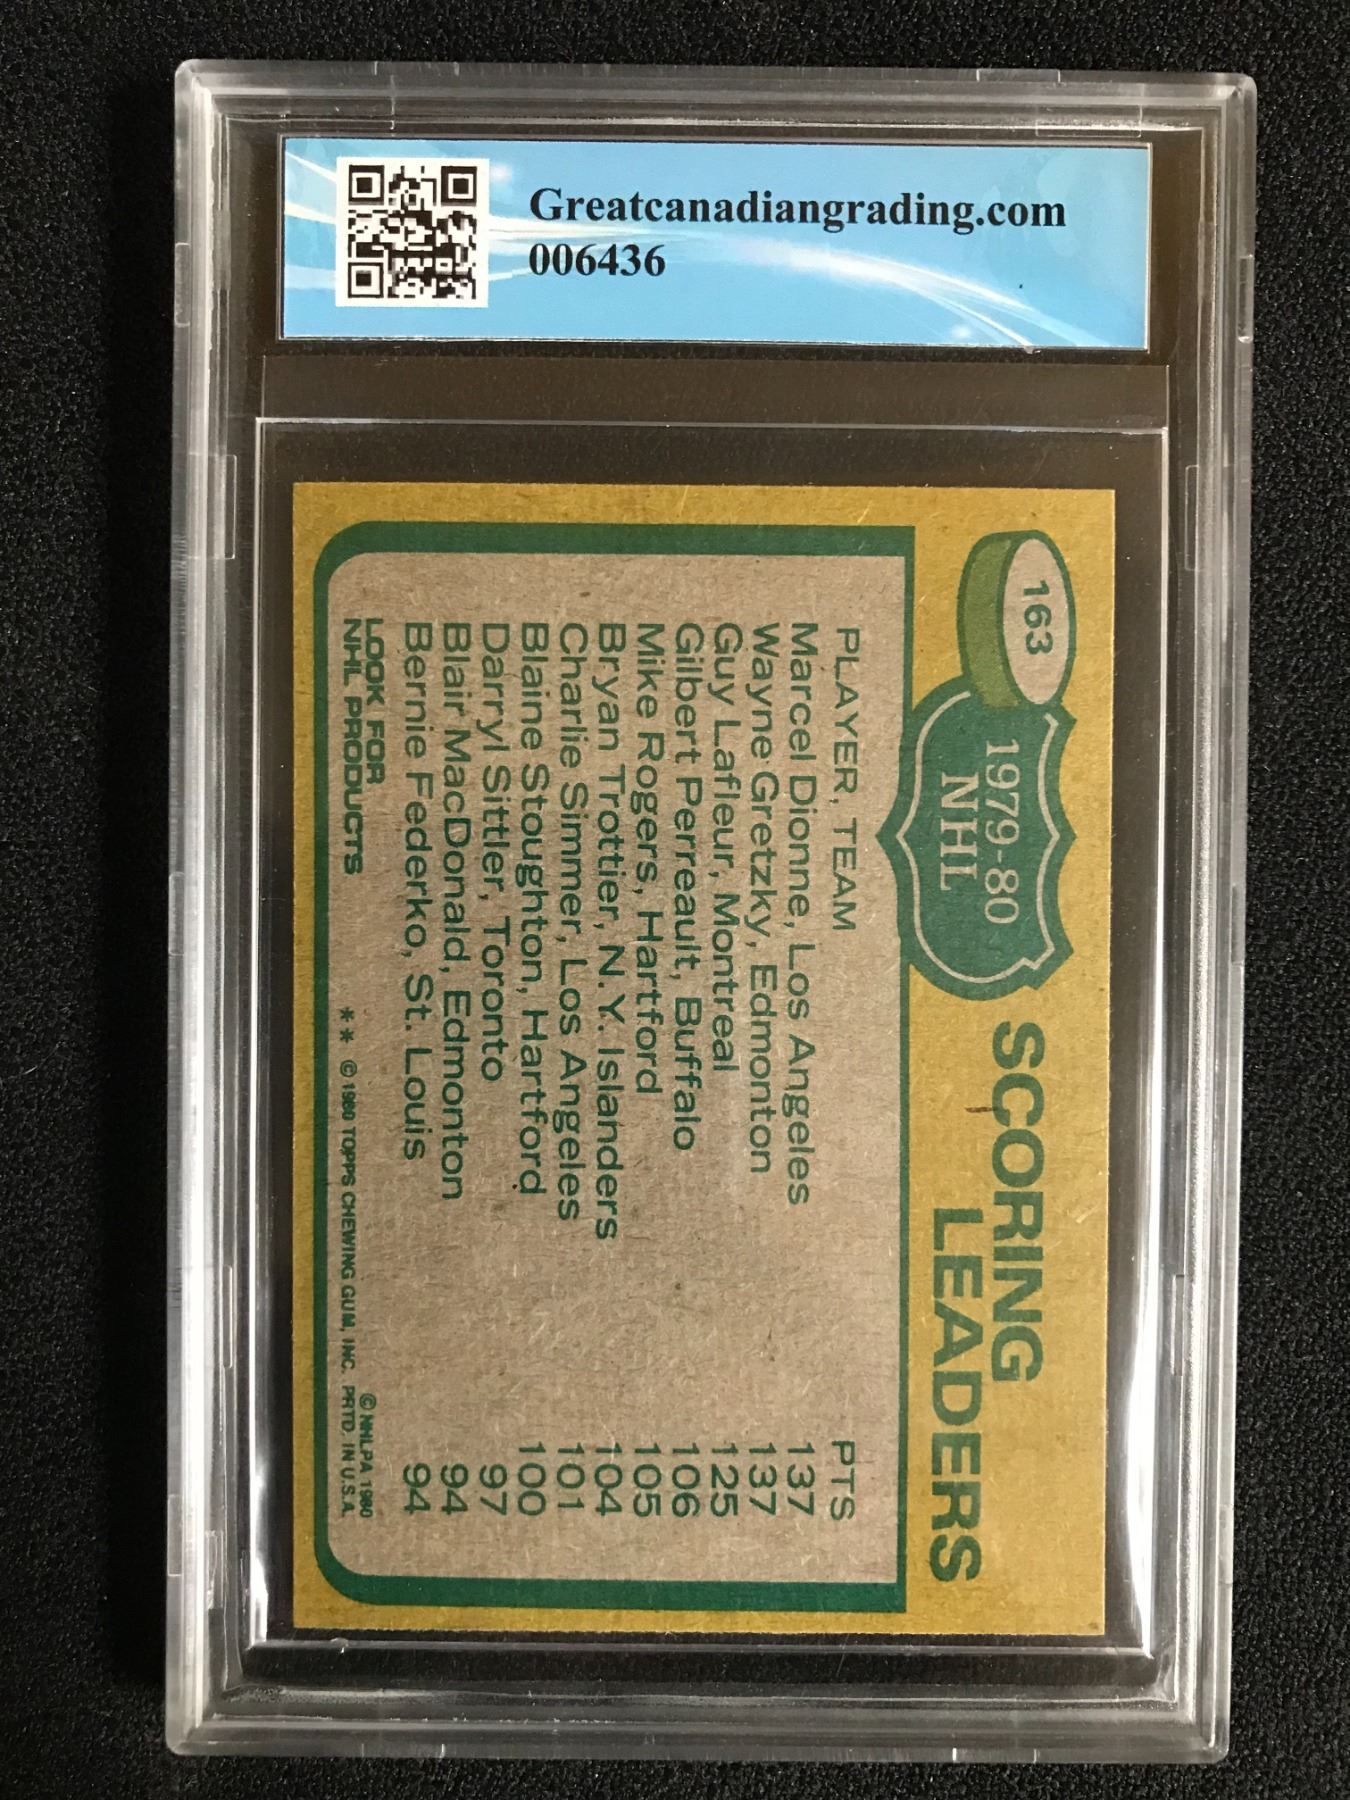 Greatcanadiangrading.com
006436
163
1979-80
NHL
SCORING
LEADERS
PLAYER, TEAM PTS
Marcel Dionne, Los Angeles 137
Wayne Gretzky, Edmonton 137
Guy Lafleur, Montreal 125
Gilbert Perreault, Buffalo 106
Mike Rogers, Hartford 105
Bryan Trottier, N.Y. Islanders 104
Charlie Simmer, Los Angeles 101
Blaine Stoughton, Hartford 100
Darryl Sittler, Toronto 97
Blair MacDonald, Edmonton 94
Bernie Federko, St. Louis 94
LOOK FOR © NHLPA 1980
NHL PRODUCTS ** © 1980 TOPPS CHEWING GUM, INC. PRTD. IN U.S.A.